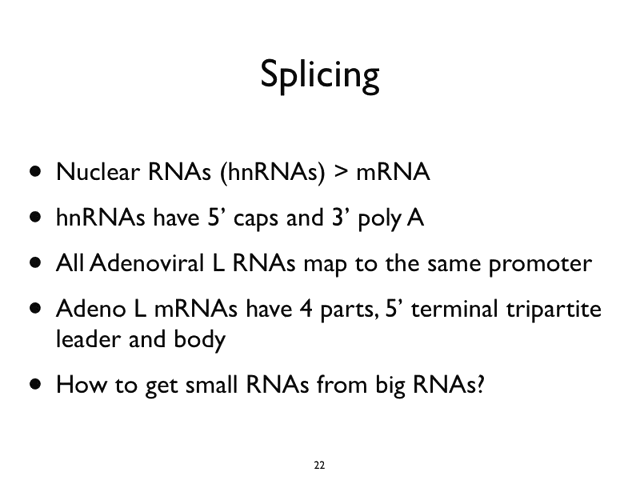 Splicing
• Nuclear RNAs (hnRNAs) > mRNA
• hnRNAs have 5’ caps and 3’ poly A
• All Adenoviral L RNAs map to the same promoter
• Adeno L mRNAs have 4 parts, 5’ terminal tripartite
leader and body
• How to get small RNAs from big RNAs?
22